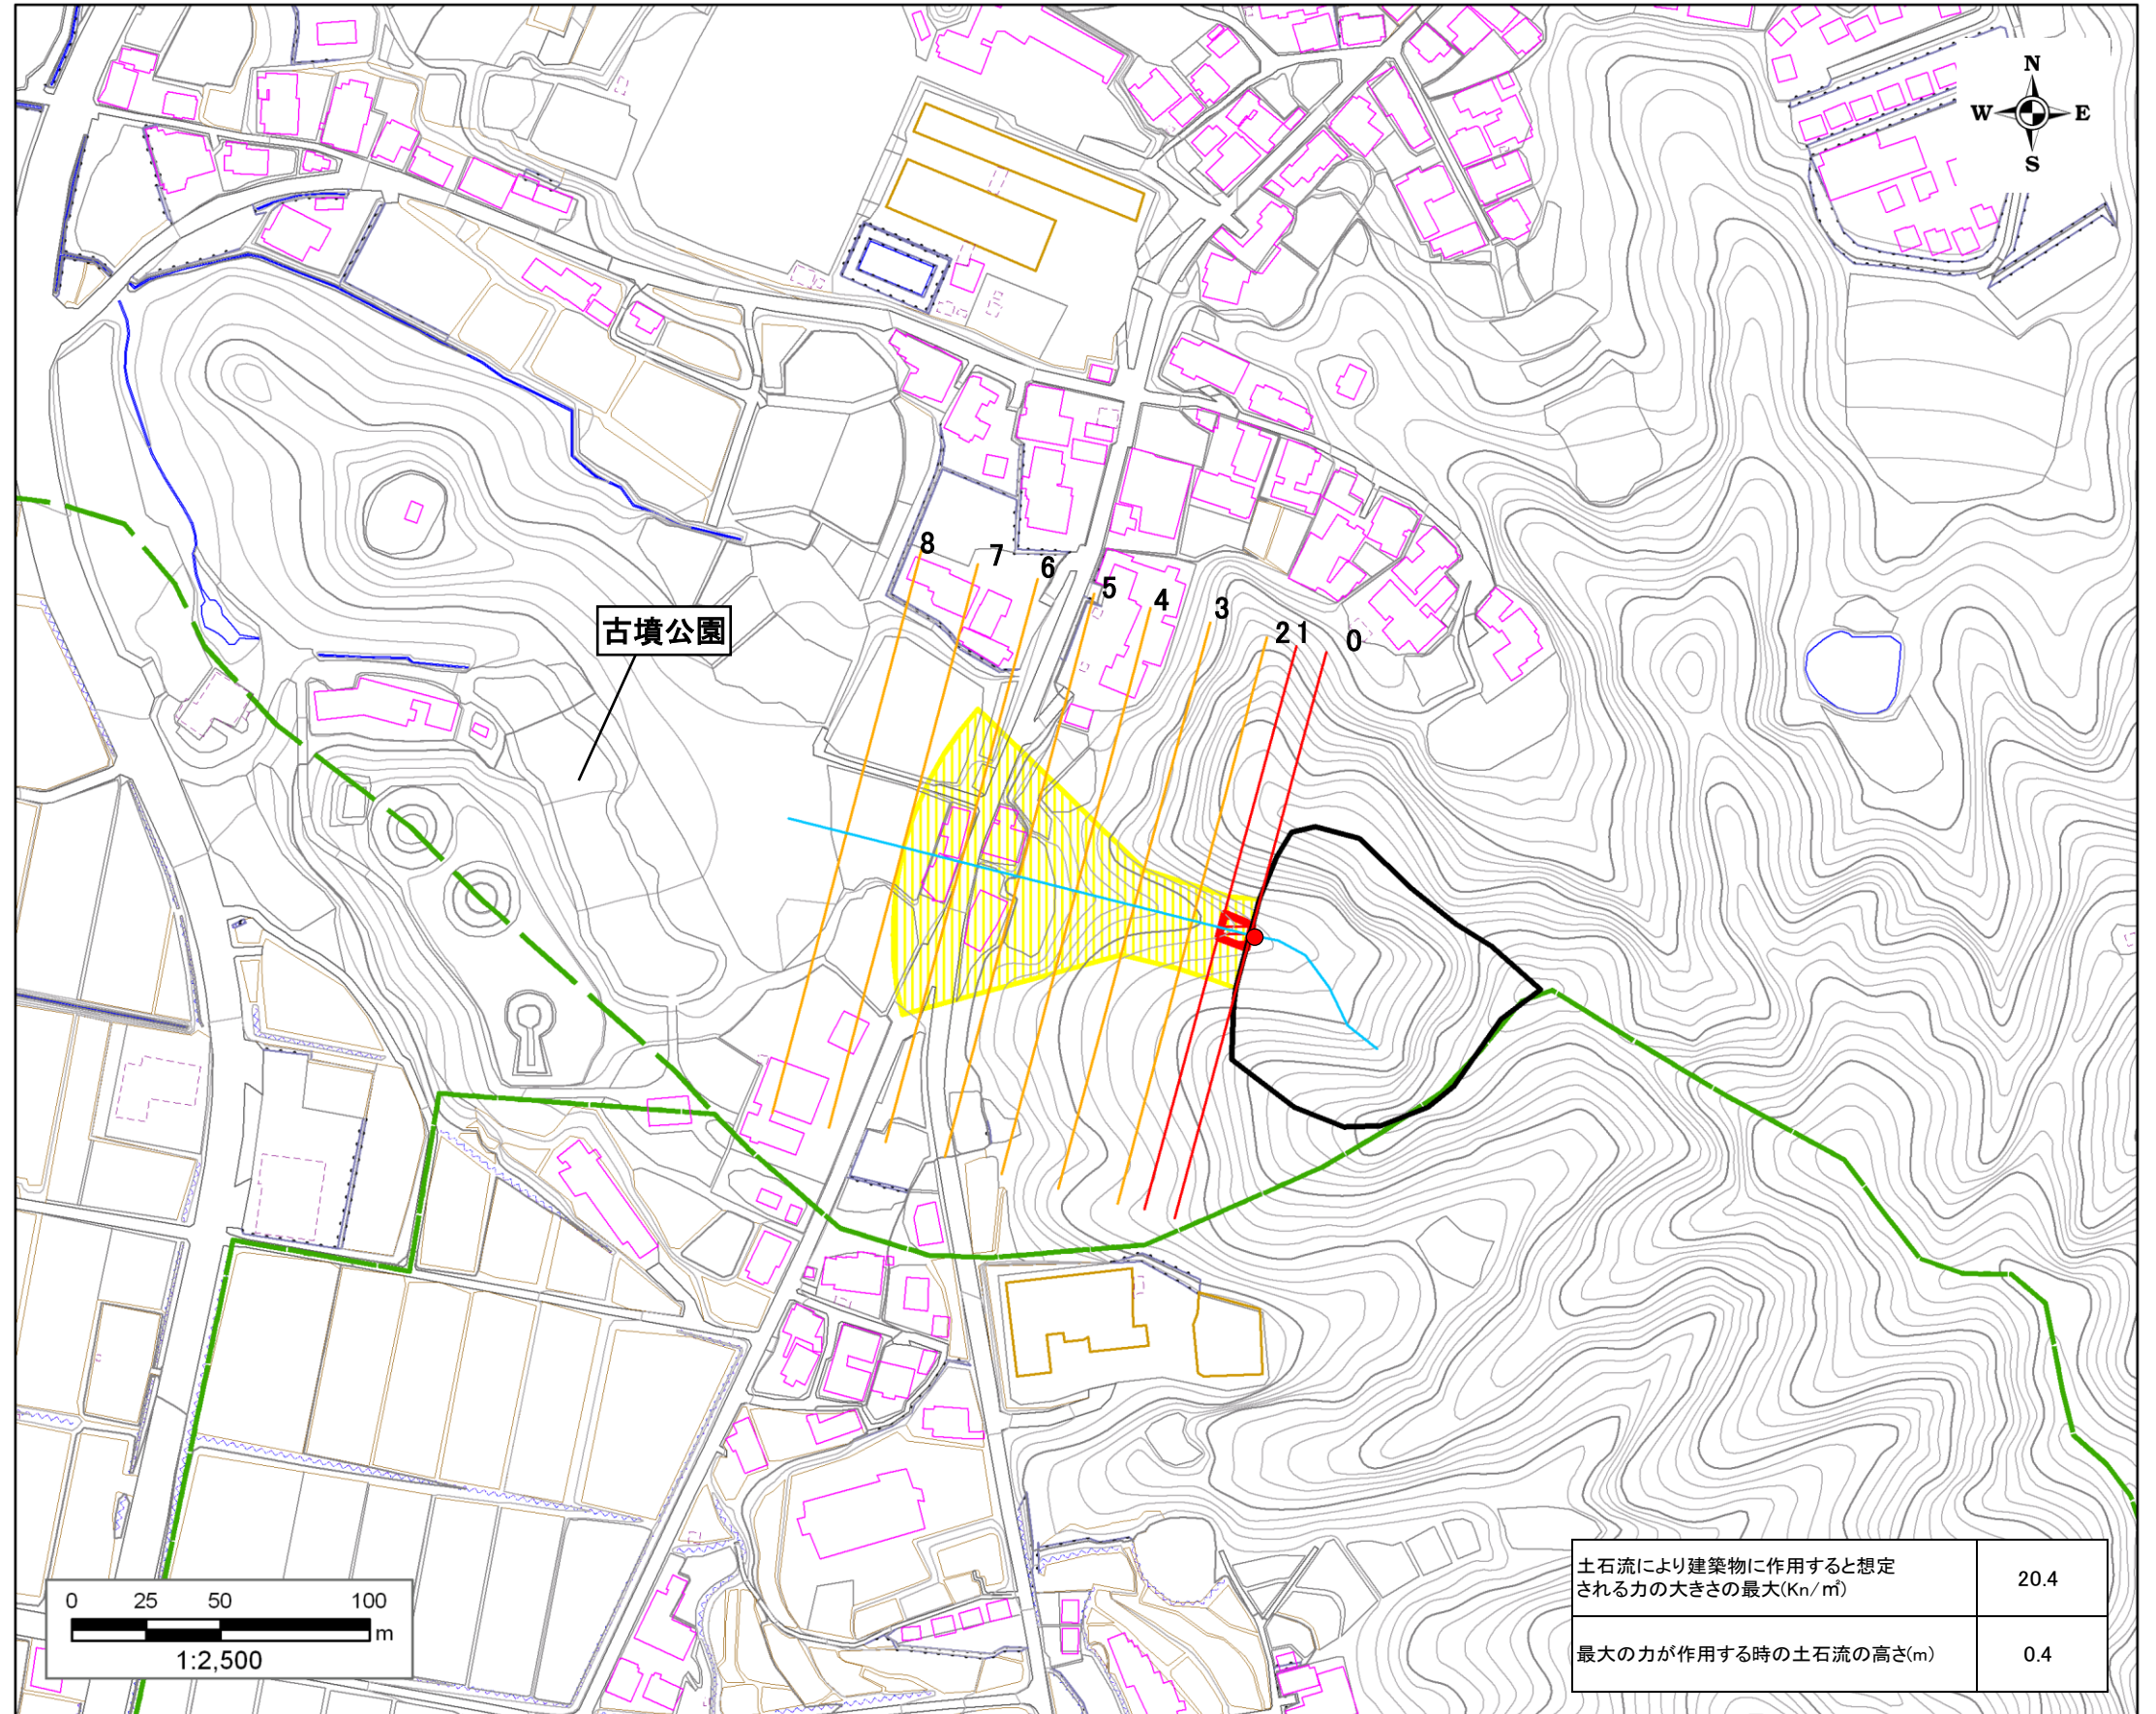 N
W E
S
8
7
6
5
4
3
2 1
0
古墳公園
土石流により建築物に作用すると想定
される力の大きさの最大(Kn/㎡)
20.4
最大の力が作用する時の土石流の高さ(m)
0.4
0 25 50 100
m
1:2,500